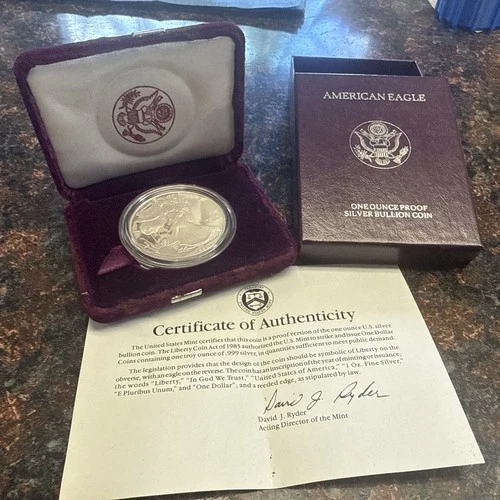 AMERICAN EAGLE
ONE OUNCE PROOF
SILVER BULLION COIN
Certificate of Authenticity
The United States Mint certifies that this coin is a proof version of the one ounce U.S. silver
bullion coin. The Liberty Coin Act of 1985 authorized the U.S. Mint to strike and issue One Dollar
Coins containing one troy ounce of .999 silver, in quantities sufficient to meet public demand.
The legislation provides that the design of the coin should be symbolic of Liberty on the
obverse, with an eagle on the reverse. The coin has an inscription of the year of minting or issuance;
the words "Liberty," "In God We Trust," "United States of America," "1 Oz. Fine Silver,"
"E Pluribus Unum," and "One Dollar"; and a reeded edge, as stipulated by law.
David J. Ryder
David J. Ryder
Acting Director of the Mint